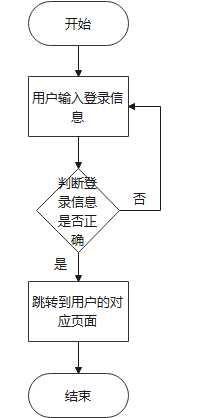 开始
用户输入登录信
息
判断登
录信息
是否正
确
否
是
跳转到用户的对
应页面
结束